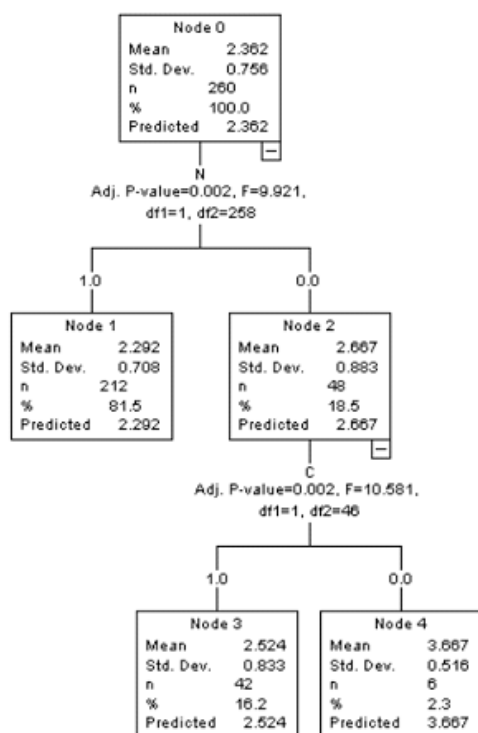 Node 0
Mean 2.362
Std. Dev. 0.756
n 260
% 100.0
Predicted 2.362
N
Adj. P-value=0.002, F=9.921,
df1=1, df2=258
1.0 0.0
Node 1
Mean 2.292
Std. Dev. 0.708
n 212
% 81.5
Predicted 2.292
Node 2
Mean 2.667
Std. Dev. 0.883
n 48
% 18.5
Predicted 2.667
C
Adj. P-value=0.002, F=10.581,
df1=1, df2=46
1.0 0.0
Node 3
Mean 2.524
Std. Dev. 0.833
n 42
% 16.2
Predicted 2.524
Node 4
Mean 3.667
Std. Dev. 0.516
n 6
% 2.3
Predicted 3.667